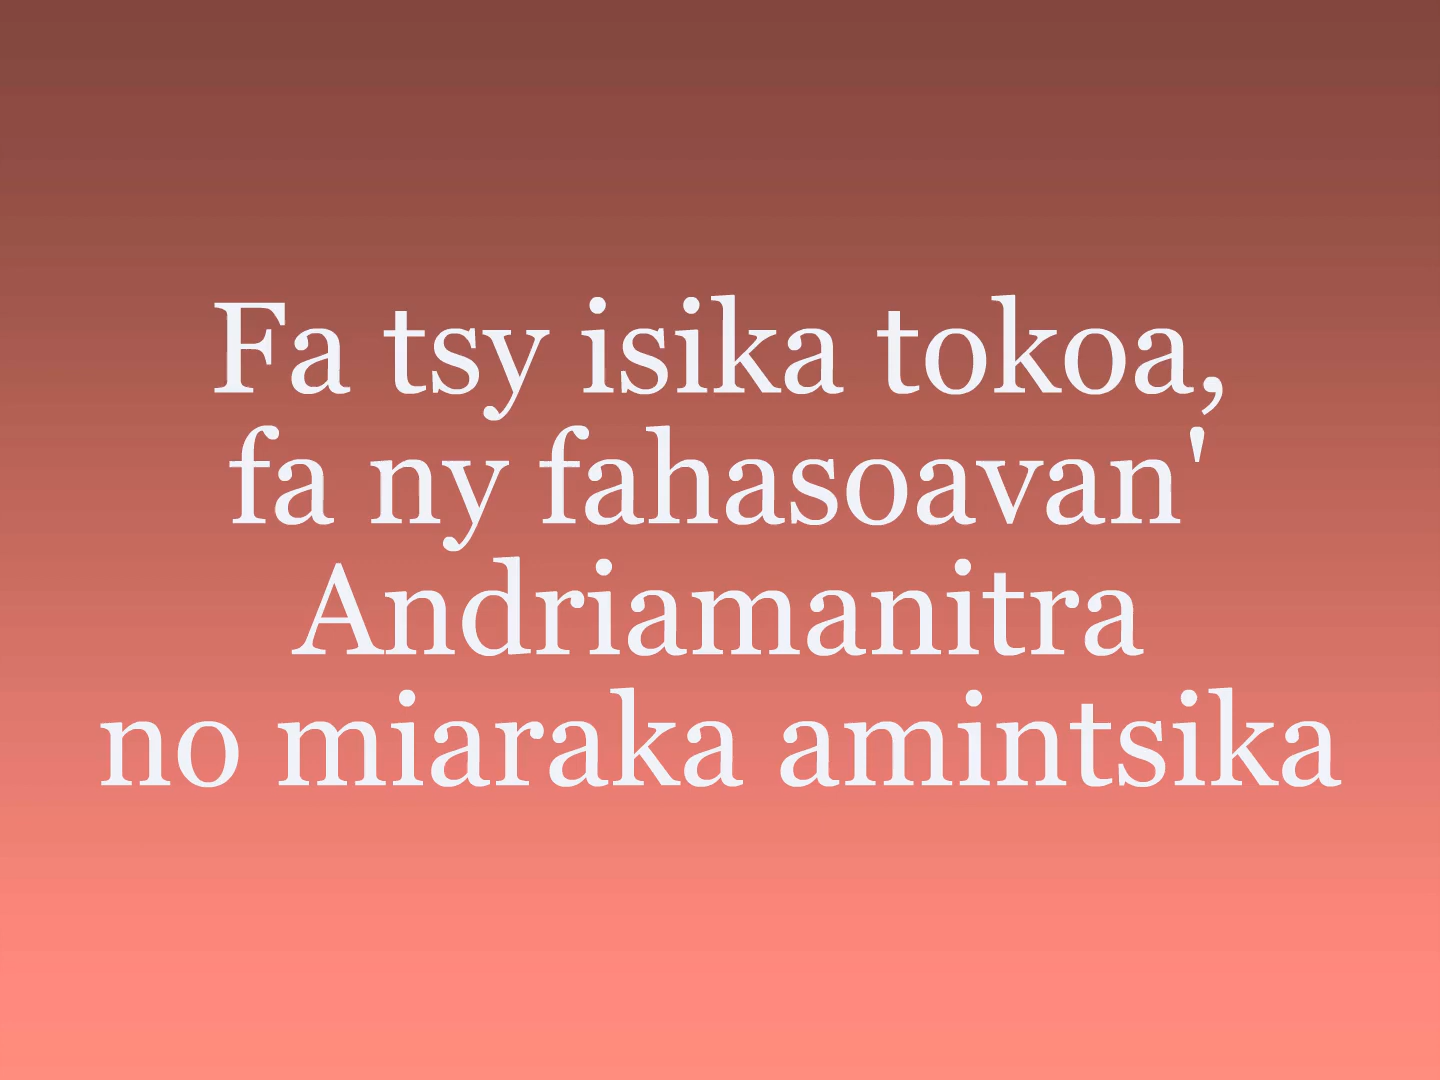 Fa tsy isika tokoa,
fa ny fahasoavan'
Andriamanitra
no miaraka amintsika